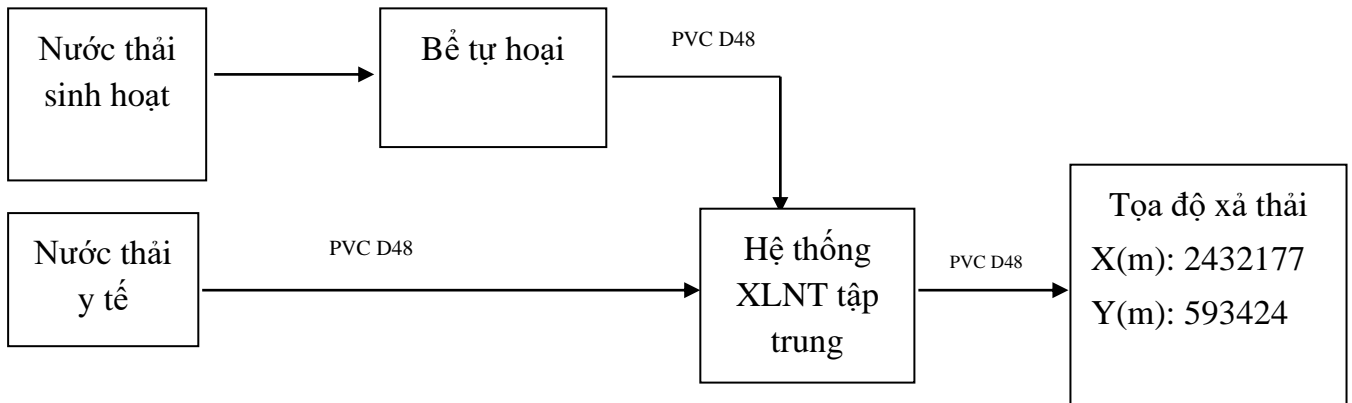 Nước thải
sinh hoạt
Bể tự hoại
PVC D48
Nước thải
y tế
PVC D48
Hệ thống
XLNT tập
trung
PVC D48
Tọa độ xả thải
X(m): 2432177
Y(m): 593424